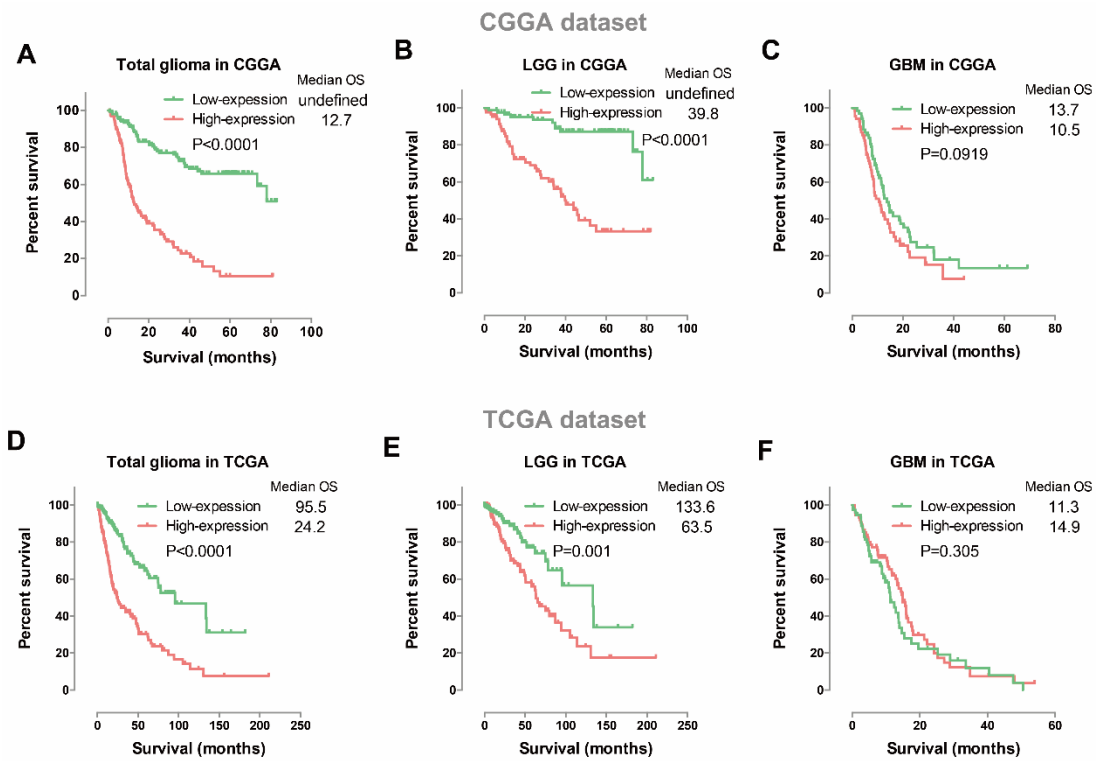 CGGA dataset
A
Total glioma in CGGA
Median OS
Low-expession undefined
High-expression 12.7
P<0.0001
100
80
60
40
20
0
Percent survival
0 20 40 60 80 100
Survival (months)
B
LGG in CGGA
Median OS
Low-expession undefined
High-expression 39.8
P<0.0001
100
80
60
40
20
0
Percent survival
0 20 40 60 80 100
Survival (months)
C
GBM in CGGA
Median OS
Low-expession 13.7
High-expression 10.5
P=0.0919
100
80
60
40
20
0
Percent survival
0 20 40 60 80
Survival (months)
TCGA dataset
D
Total glioma in TCGA
Median OS
Low-expession 95.5
High-expression 24.2
P<0.0001
100
80
60
40
20
0
Percent survival
0 50 100 150 200 250
Survival (months)
E
LGG in TCGA
Median OS
Low-expession 133.6
High-expression 63.5
P=0.001
100
80
60
40
20
0
Percent survival
0 50 100 150 200 250
Survival (months)
F
GBM in TCGA
Median OS
Low-expession 11.3
High-expression 14.9
P=0.305
100
80
60
40
20
0
Percent survival
0 20 40 60
Survival (months)